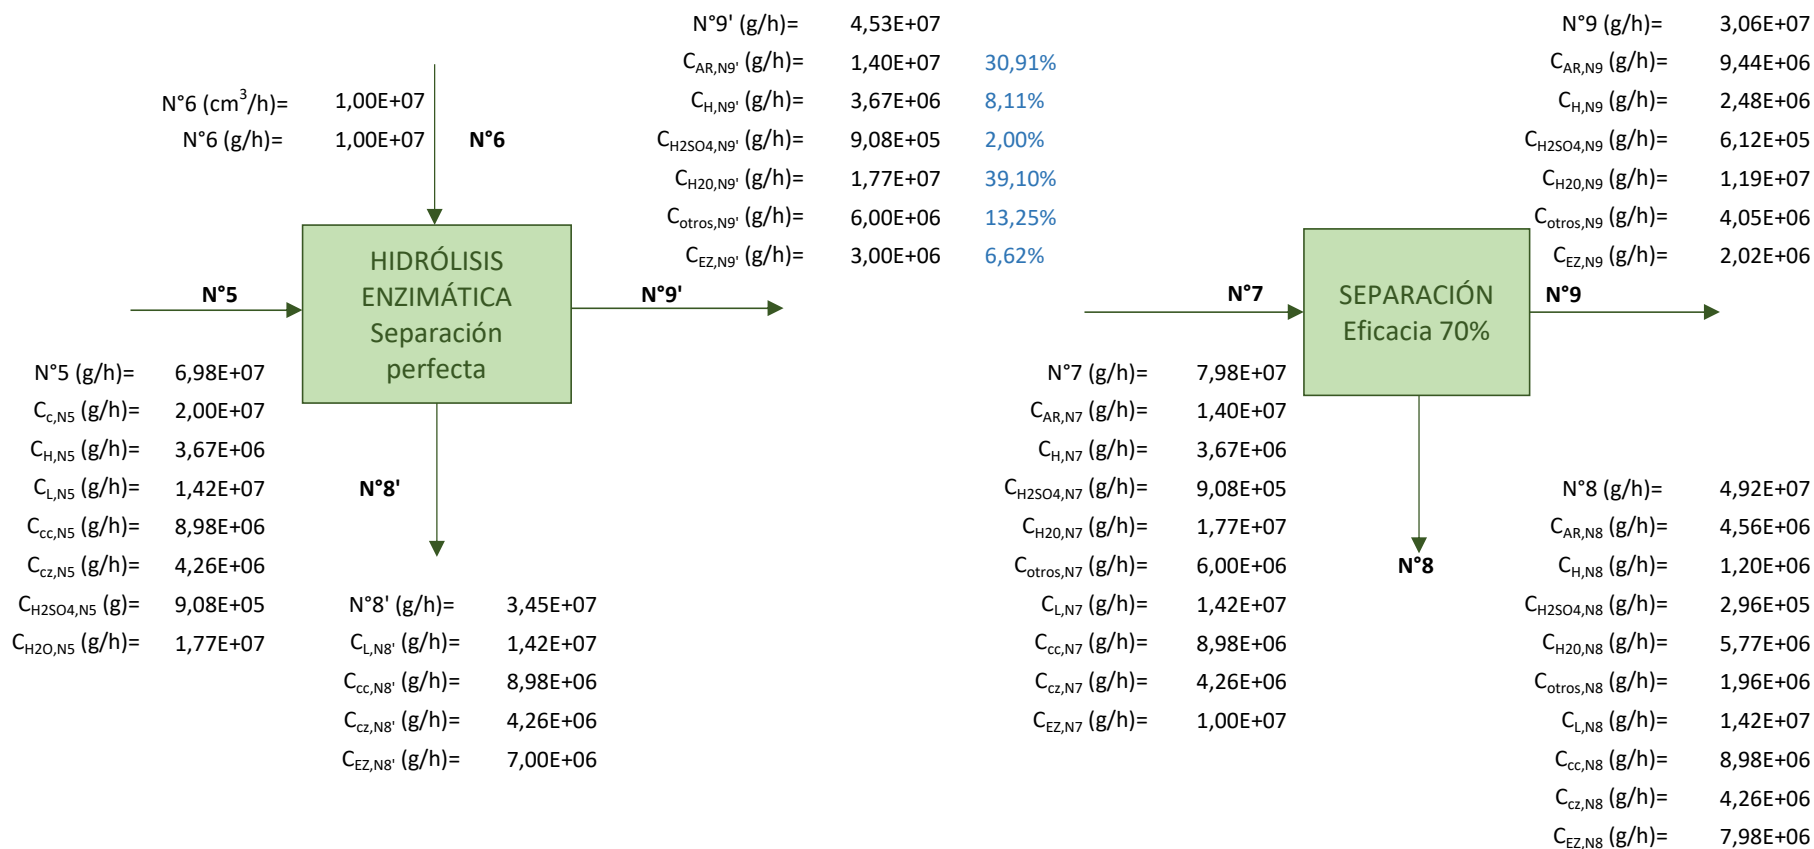 N°6 (cm³/h)= 1,00E+07
N°6 (g/h)= 1,00E+07
N°6
N°9' (g/h)= 4,53E+07
C_AR,N9' (g/h)= 1,40E+07 30,91%
C_H,N9' (g/h)= 3,67E+06 8,11%
C_H2SO4,N9' (g/h)= 9,08E+05 2,00%
C_H20,N9' (g/h)= 1,77E+07 39,10%
C_otros,N9' (g/h)= 6,00E+06 13,25%
C_EZ,N9' (g/h)= 3,00E+06 6,62%
N°5
HIDRÓLISIS
ENZIMÁTICA
Separación
perfecta
N°9'
N°5 (g/h)= 6,98E+07
C_c,N5 (g/h)= 2,00E+07
C_H,N5 (g/h)= 3,67E+06
C_L,N5 (g/h)= 1,42E+07
C_cc,N5 (g/h)= 8,98E+06
C_cz,N5 (g/h)= 4,26E+06
C_H2SO4,N5 (g)= 9,08E+05
C_H2O,N5 (g/h)= 1,77E+07
N°8'
N°8' (g/h)= 3,45E+07
C_L,N8' (g/h)= 1,42E+07
C_cc,N8' (g/h)= 8,98E+06
C_cz,N8' (g/h)= 4,26E+06
C_EZ,N8' (g/h)= 7,00E+06
N°9 (g/h)= 3,06E+07
C_AR,N9 (g/h)= 9,44E+06
C_H,N9 (g/h)= 2,48E+06
C_H2SO4,N9 (g/h)= 6,12E+05
C_H20,N9 (g/h)= 1,19E+07
C_otros,N9 (g/h)= 4,05E+06
C_EZ,N9 (g/h)= 2,02E+06
N°7
SEPARACIÓN
Eficacia 70%
N°9
N°7 (g/h)= 7,98E+07
C_AR,N7 (g/h)= 1,40E+07
C_H,N7 (g/h)= 3,67E+06
C_H2SO4,N7 (g/h)= 9,08E+05
C_H20,N7 (g/h)= 1,77E+07
C_otros,N7 (g/h)= 6,00E+06
C_L,N7 (g/h)= 1,42E+07
C_cc,N7 (g/h)= 8,98E+06
C_cz,N7 (g/h)= 4,26E+06
C_EZ,N7 (g/h)= 1,00E+07
N°8
N°8 (g/h)= 4,92E+07
C_AR,N8 (g/h)= 4,56E+06
C_H,N8 (g/h)= 1,20E+06
C_H2SO4,N8 (g/h)= 2,96E+05
C_H20,N8 (g/h)= 5,77E+06
C_otros,N8 (g/h)= 1,96E+06
C_L,N8 (g/h)= 1,42E+07
C_cc,N8 (g/h)= 8,98E+06
C_cz,N8 (g/h)= 4,26E+06
C_EZ,N8 (g/h)= 7,98E+06